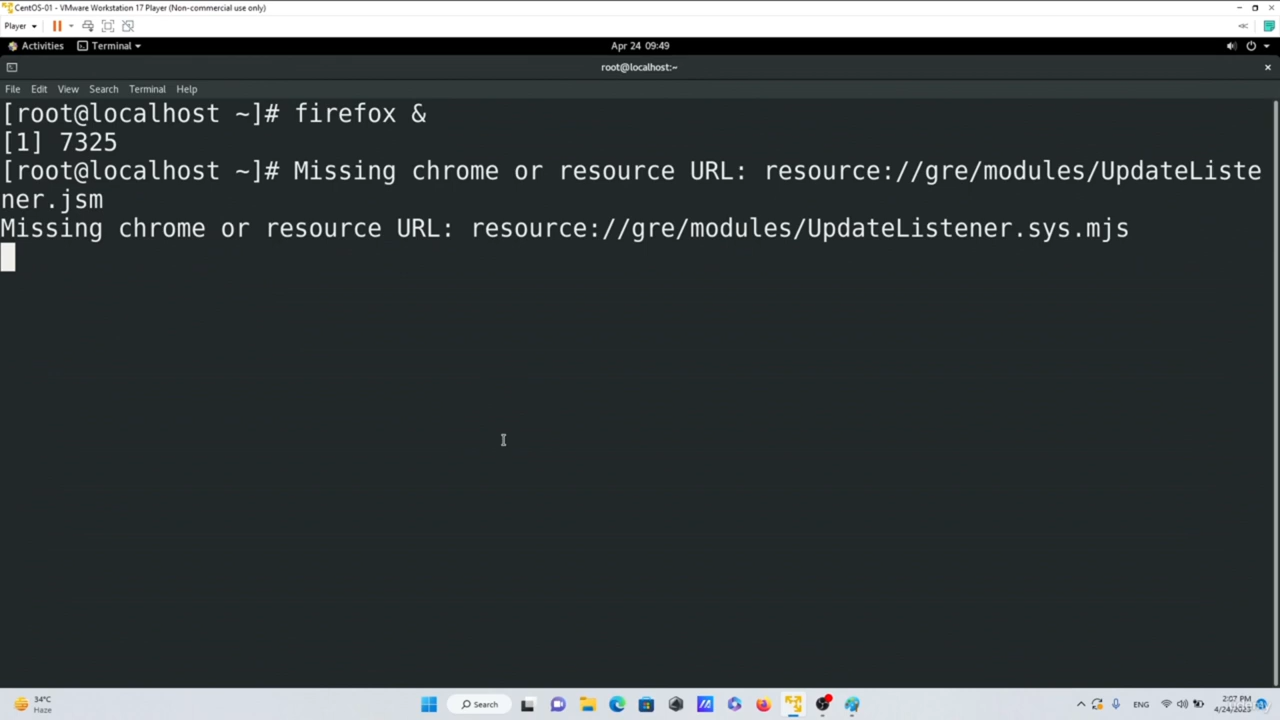 CentOS-01 - VMware Workstation 17 Player (Non-commercial use only)
Player
Activities
Terminal
Apr 24 09:49
root@localhost:~
File Edit View Search Terminal Help
[root@localhost ~]# firefox &
[1] 7325
[root@localhost ~]# Missing chrome or resource URL: resource://gre/modules/UpdateListe
ner.jsm
Missing chrome or resource URL: resource://gre/modules/UpdateListener.sys.mjs
34°C
Haze
Search
ENG
2:07 PM
4/24/2023